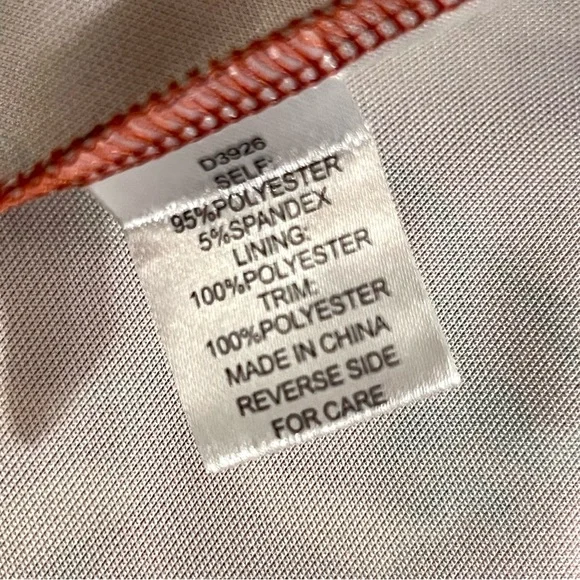 D3926
SELF:
95%POLYESTER
5%SPANDEX
LINING:
100%POLYESTER
TRIM:
100%POLYESTER
MADE IN CHINA
REVERSE SIDE
FOR CARE